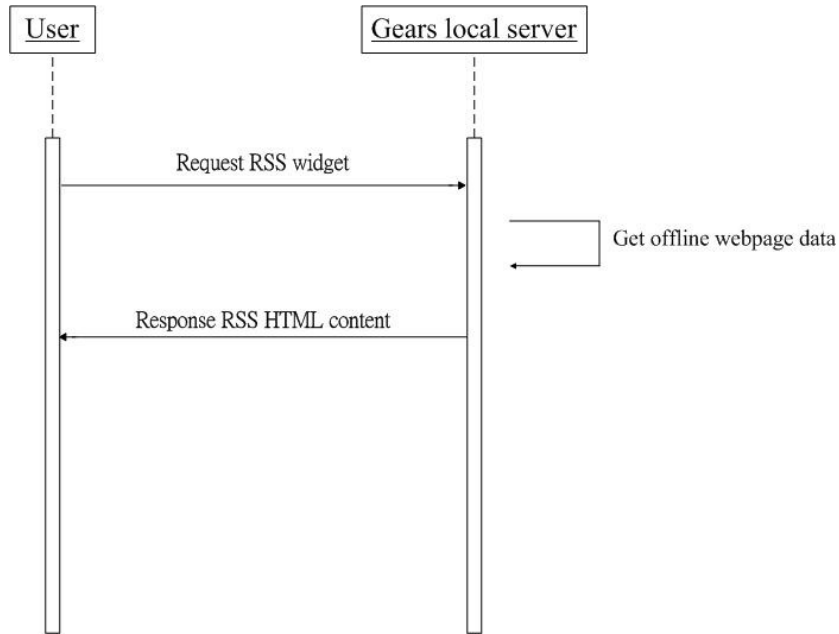 User
Gears local server
Request RSS widget
Get offline webpage data
Response RSS HTML content